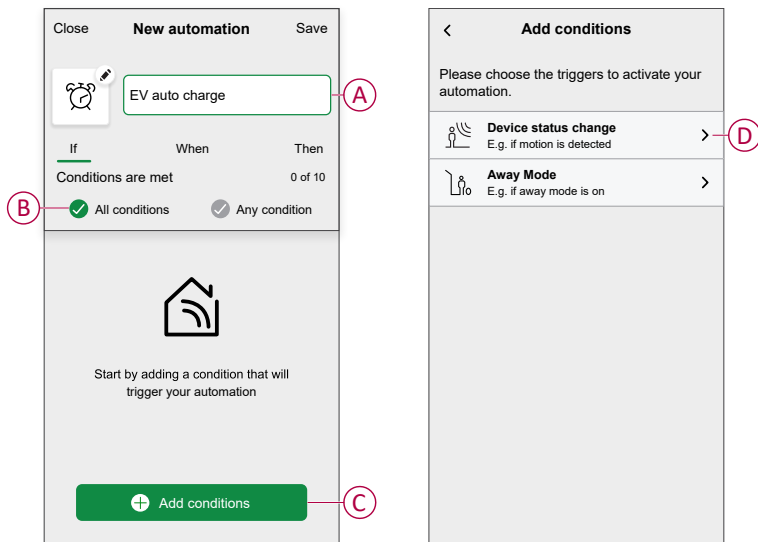 Close New automation Save
EV auto charge
A
If When Then
Conditions are met 0 of 10
B
All conditions Any condition
Start by adding a condition that will
trigger your automation
Add conditions
C
Add conditions
Please choose the triggers to activate your
automation.
Device status change
E.g. if motion is detected
D
Away Mode
E.g. if away mode is on